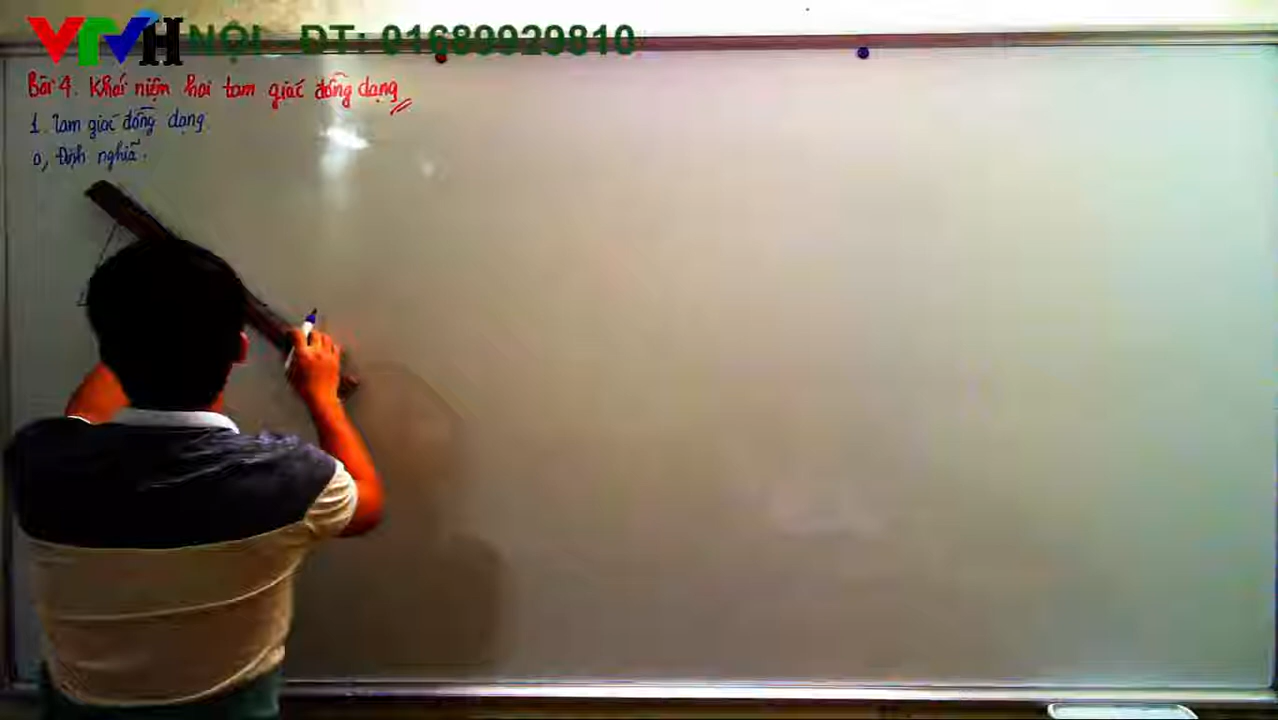 VTVH NỘI - ĐT: 01689929810
Bài 4. Khái niệm hai tam giác đồng dạng
1. Tam giác đồng dạng
a, Định nghĩa.